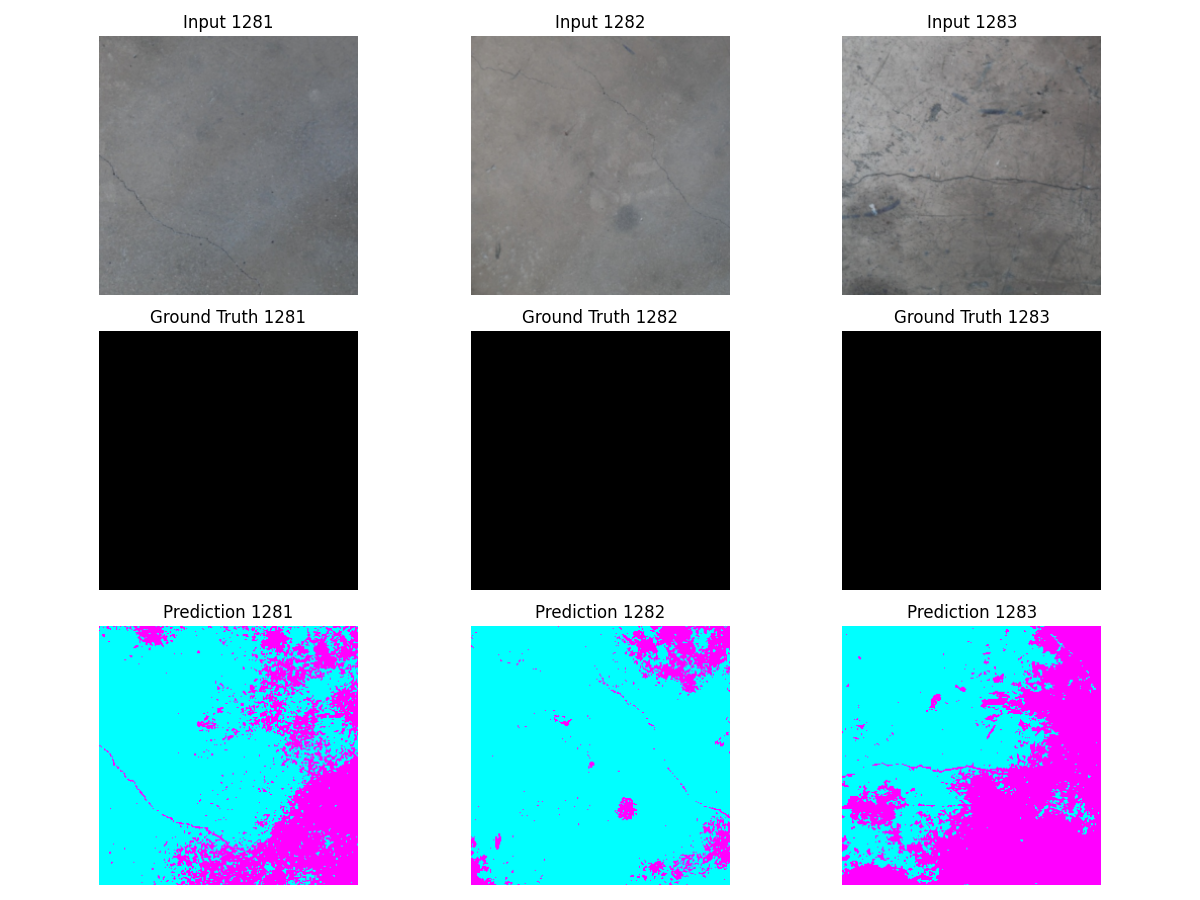 Input 1281
Input 1282
Input 1283
Ground Truth 1281
Ground Truth 1282
Ground Truth 1283
Prediction 1281
Prediction 1282
Prediction 1283